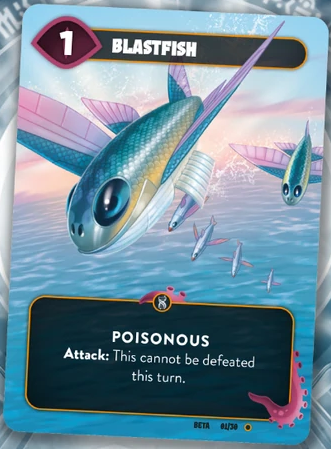 1 BLASTFISH
POISONOUS
Attack: This cannot be defeated
this turn.
BETA 01/30